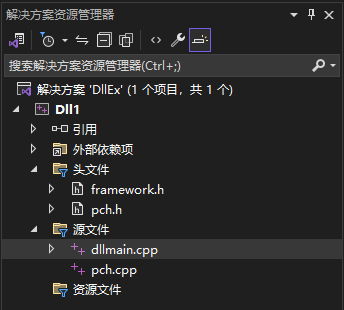 解决方案资源管理器
搜索解决方案资源管理器(Ctrl+;)
解决方案 'DllEx' (1 个项目，共 1 个)
Dll1
引用
外部依赖项
头文件
framework.h
pch.h
源文件
dllmain.cpp
pch.cpp
资源文件